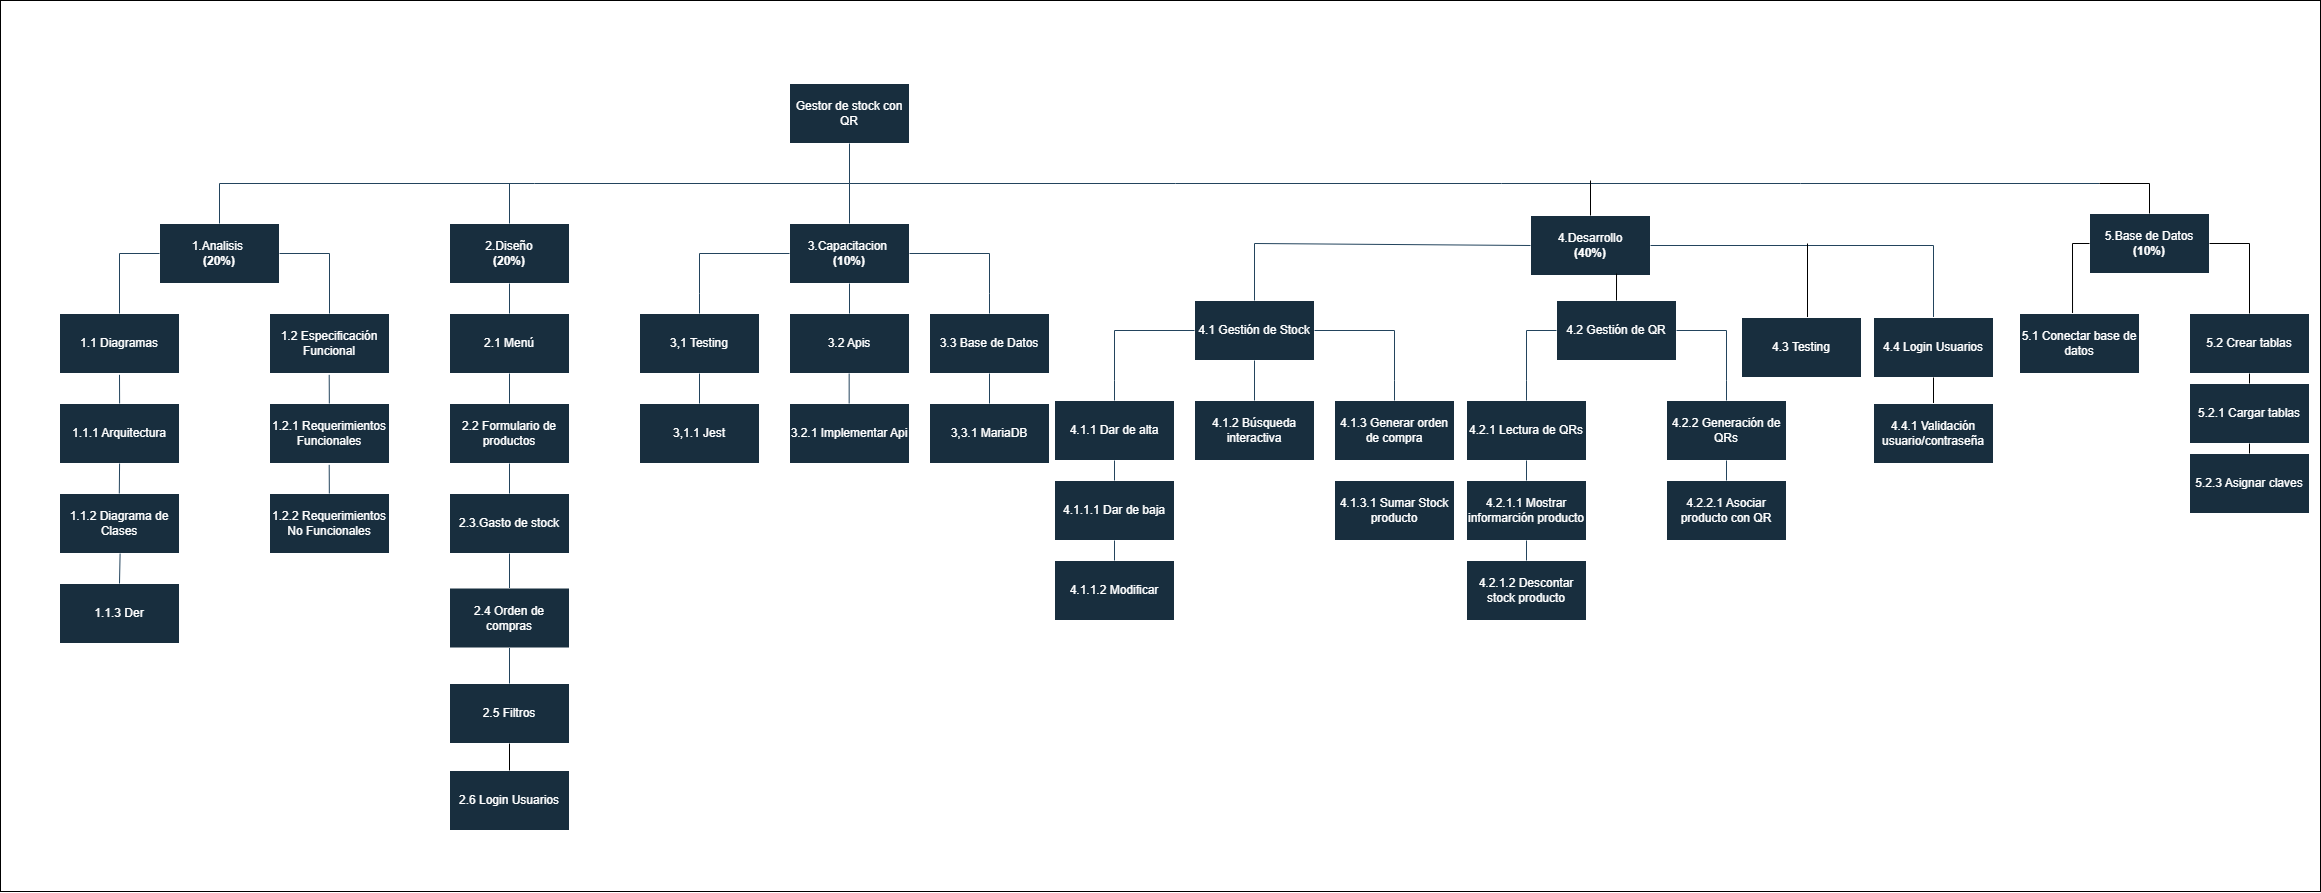 Gestor de stock con
QR
1.Analisis
(20%)
2.Diseño
(20%)
3.Capacitacion
(10%)
4.Desarrollo
(40%)
5.Base de Datos
(10%)
1.1 Diagramas
1.2 Especificación
Funcional
2.1 Menú
3,1 Testing
3.2 Apis
3.3 Base de Datos
4.1 Gestión de Stock
4.2 Gestión de QR
4.3 Testing
4.4 Login Usuarios
5.1 Conectar base de
datos
5.2 Crear tablas
1.1.1 Arquitectura
1.2.1 Requerimientos
Funcionales
2.2 Formulario de
productos
3,1.1 Jest
3.2.1 Implementar Api
3,3.1 MariaDB
4.1.1 Dar de alta
4.1.2 Búsqueda
interactiva
4.1.3 Generar orden
de compra
4.2.1 Lectura de QRs
4.2.2 Generación de
QRs
4.4.1 Validación
usuario/contraseña
5.2.1 Cargar tablas
1.1.2 Diagrama de
Clases
1.2.2 Requerimientos
No Funcionales
2.3.Gasto de stock
4.1.1.1 Dar de baja
4.1.3.1 Sumar Stock
producto
4.2.1.1 Mostrar
informarción producto
4.2.2.1 Asociar
producto con QR
5.2.3 Asignar claves
1.1.3 Der
2.4 Orden de
compras
4.1.1.2 Modificar
4.2.1.2 Descontar
stock producto
2.5 Filtros
2.6 Login Usuarios